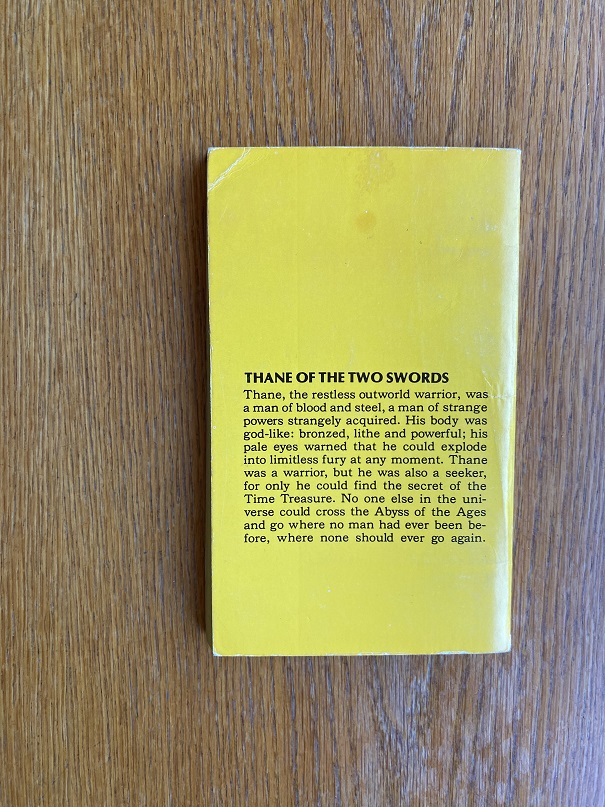 THANE OF THE TWO SWORDS
Thane, the restless outworld warrior, was
a man of blood and steel, a man of strange
powers strangely acquired. His body was
god-like: bronzed, lithe and powerful; his
pale eyes warned that he could explode
into limitless fury at any moment. Thane
was a warrior, but he was also a seeker,
for only he could find the secret of the
Time Treasure. No one else in the uni-
verse could cross the Abyss of the Ages
and go where no man had ever been be-
fore, where none should ever go again.